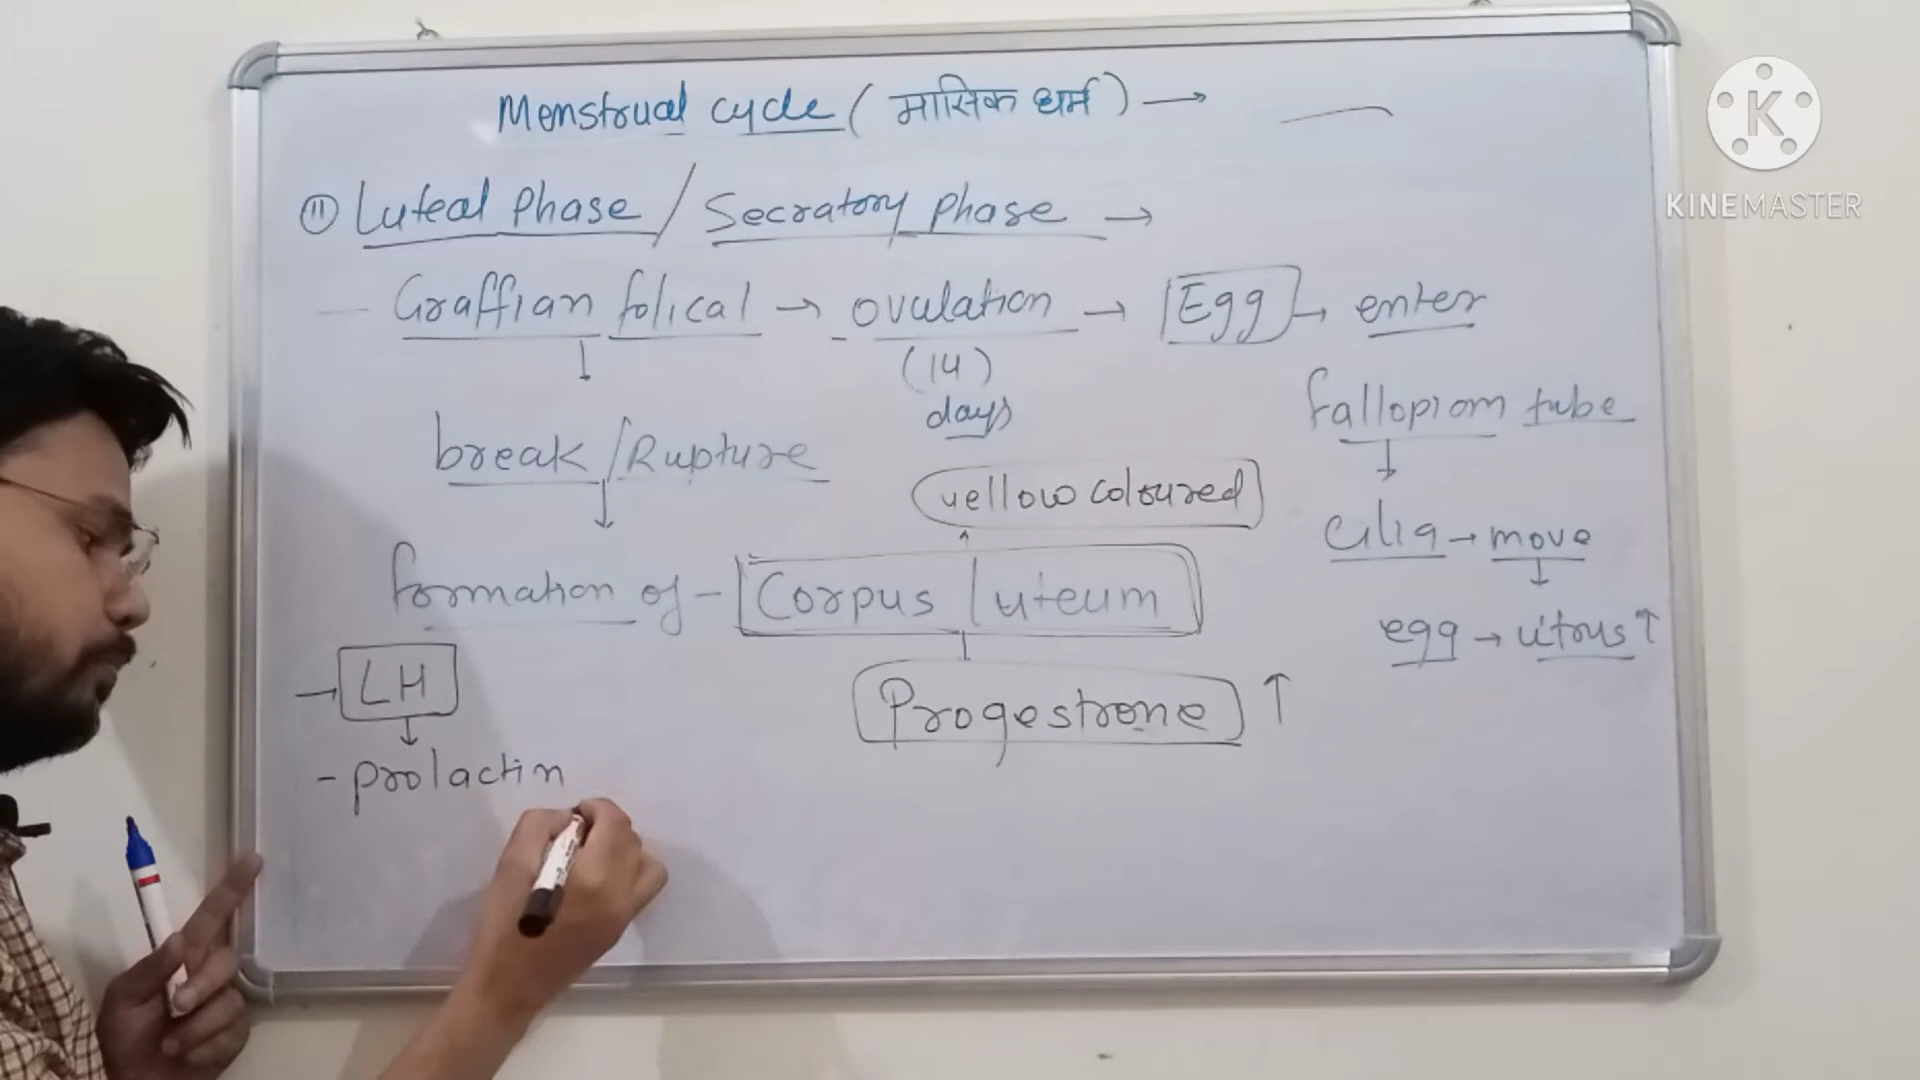 Menstrual cycle ( मासिक धर्म ) →
(II) Luteal Phase / Secratory phase →
Graffian folical → ovulation → Egg → enter
↓ (14) days
break / Rupture
fallopiom tube
↓
yellow coloured
↓
cilia → move
↓
formation of - Corpus luteum
egg → utrus ↑
→ LH
↓
Progestrone ↑
- prolactin
K
KINEMASTER